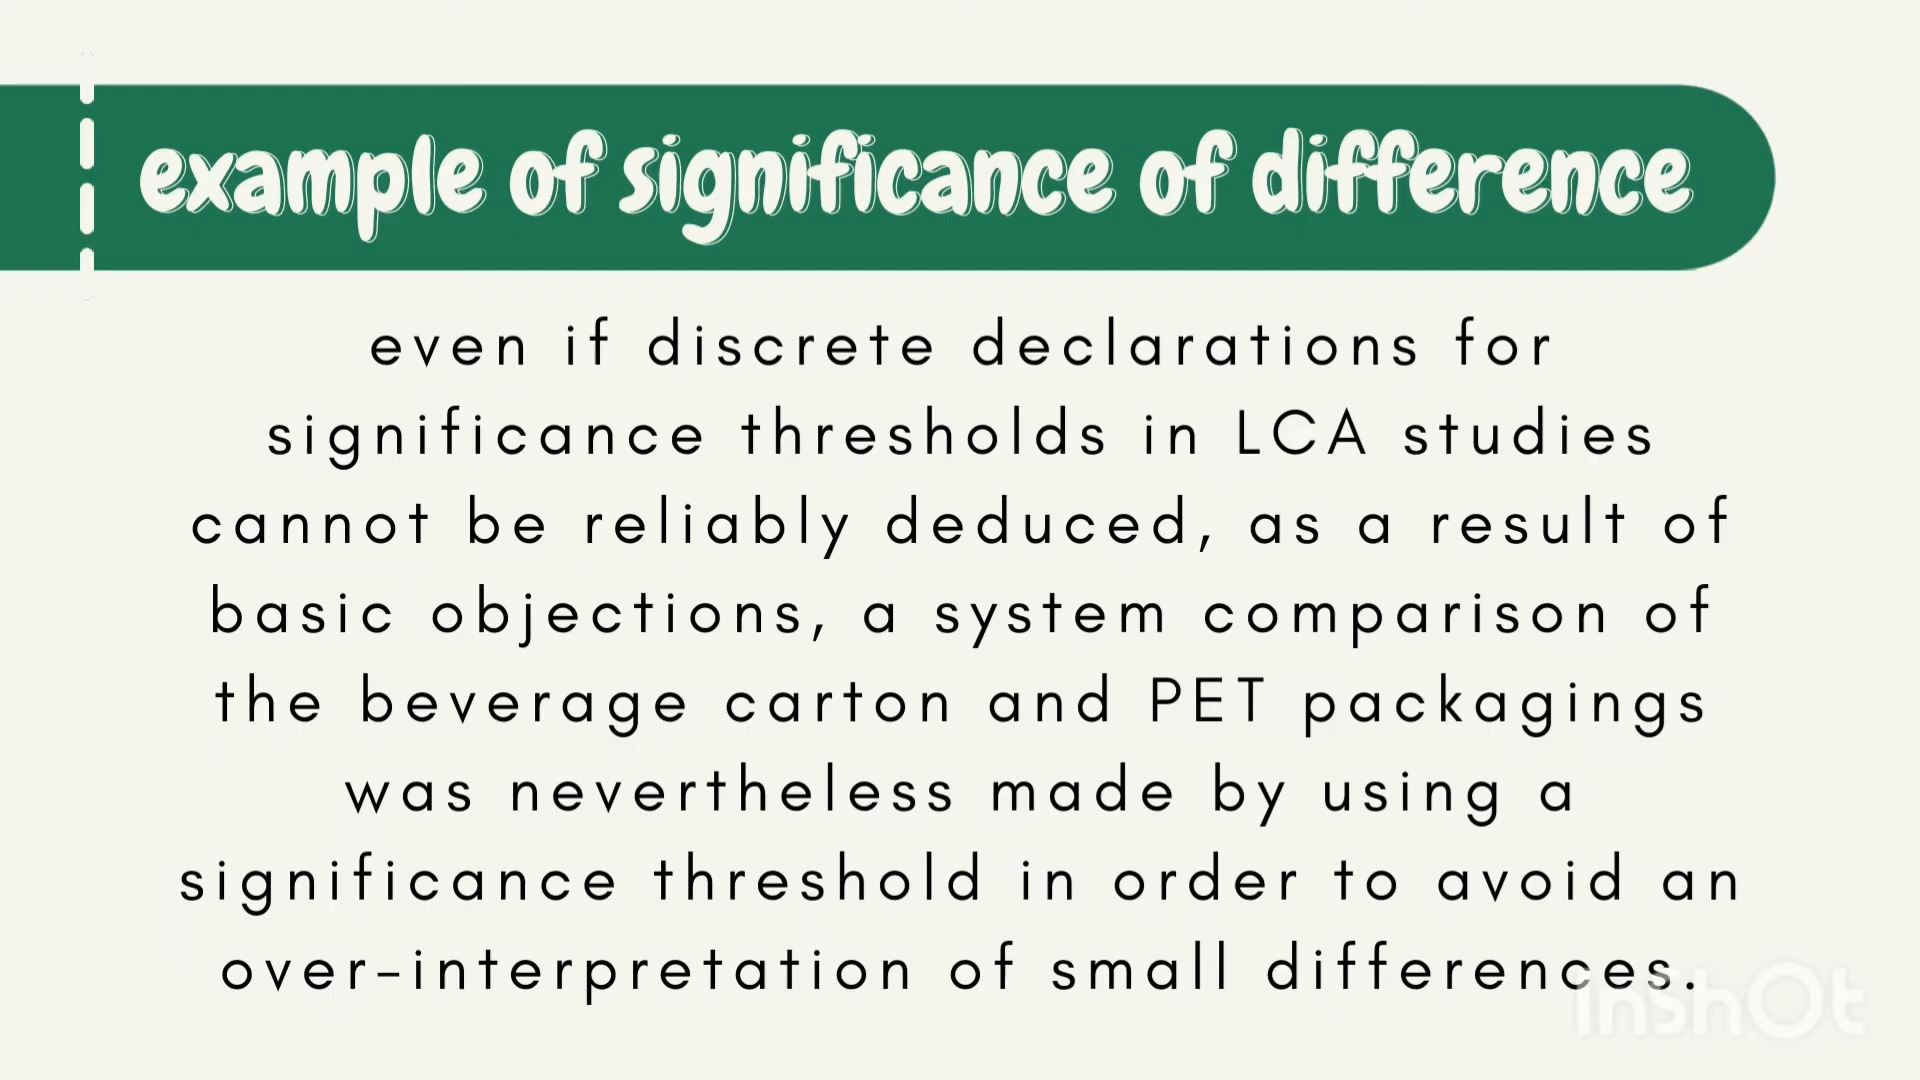 example of significance of difference
even if discrete declarations for
significance thresholds in LCA studies
cannot be reliably deduced, as a result of
basic objections, a system comparison of
the beverage carton and PET packagings
was nevertheless made by using a
significance threshold in order to avoid an
over-interpretation of small differences.
InShOt